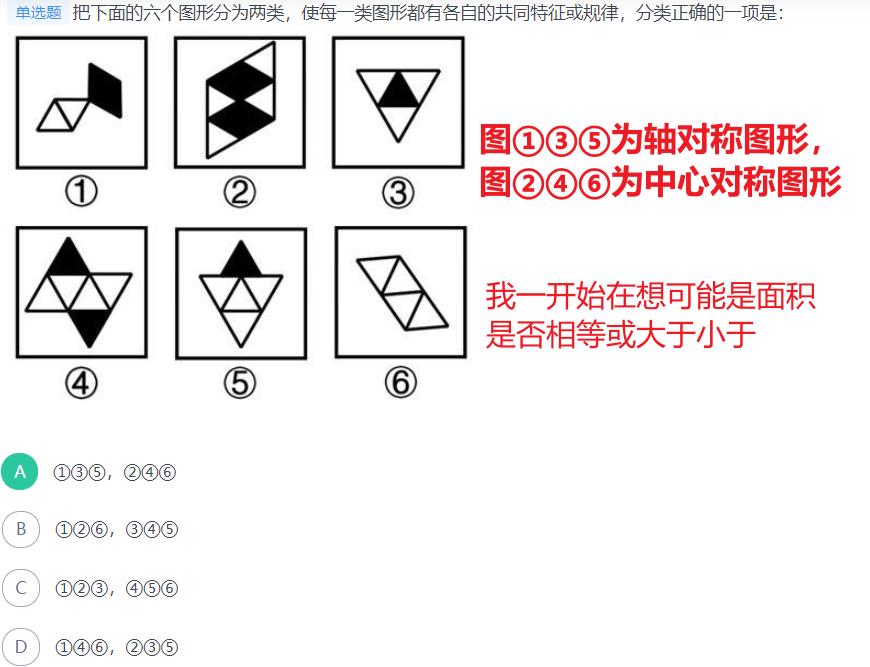 单选题 把下面的六个图形分为两类，使每一类图形都有各自的共同特征或规律，分类正确的一项是：
① ② ③
图①③⑤为轴对称图形，
图②④⑥为中心对称图形
④ ⑤ ⑥
我一开始在想可能是面积
是否相等或大于小于
A ①③⑤，②④⑥
B ①②⑥，③④⑤
C ①②③，④⑤⑥
D ①④⑥，②③⑤